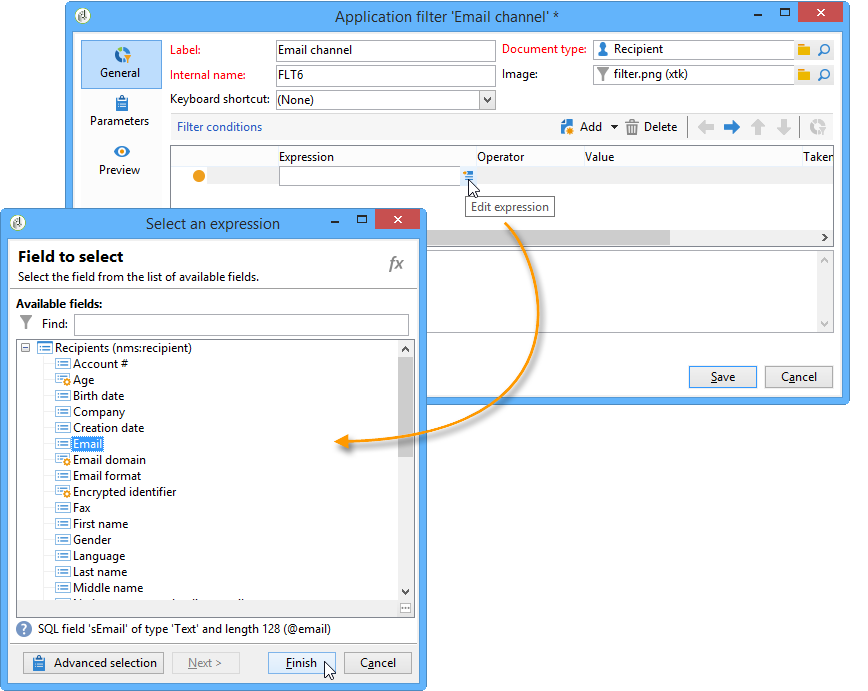 Application filter 'Email channel' *
General
Parameters
Preview
Label:
Email channel
Document type:
Recipient
Internal name:
FLT6
Image:
filter.png (xtk)
Keyboard shortcut:
(None)
Filter conditions
Add
Delete
Expression
Operator
Value
Taken
Edit expression
Save
Cancel
Select an expression
Field to select
Select the field from the list of available fields.
fx
Available fields:
Find:
Recipients (nms:recipient)
Account #
Age
Birth date
Company
Creation date
Email
Email domain
Email format
Encrypted identifier
Fax
First name
Gender
Language
Last name
Middle name
SQL field 'sEmail' of type 'Text' and length 128 (@email)
Advanced selection
Next >
Finish
Cancel